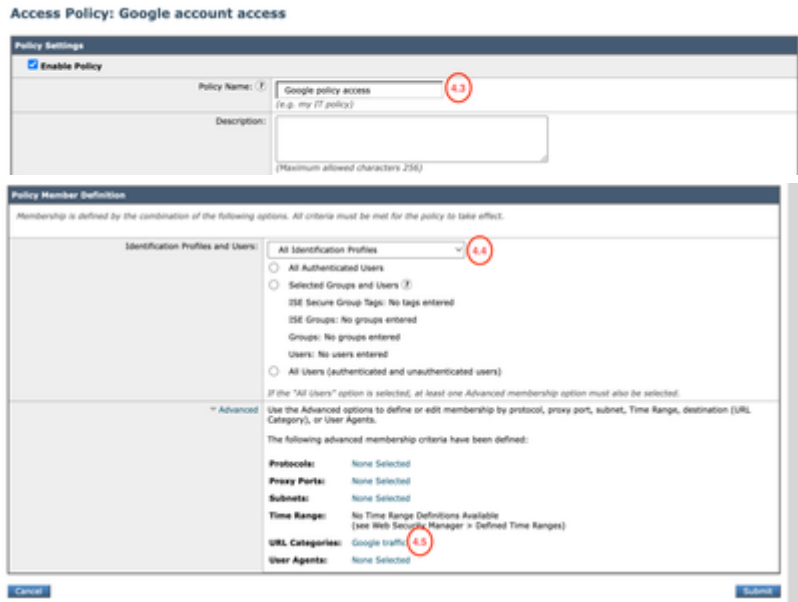 Access Policy: Google account access
Policy Settings
Enable Policy
Policy Name: ?
Google policy access
4.3
(e.g. my IT policy)
Description:
(Maximum allowed characters 256)
Policy Member Definition
Membership is defined by the combination of the following options. All criteria must be met for the policy to take effect.
Identification Profiles and Users:
All Identification Profiles
4.4
All Authenticated Users
Selected Groups and Users ?
ISE Secure Group Tags: No tags entered
ISE Groups: No groups entered
Groups: No groups entered
Users: No users entered
All Users (authenticated and unauthenticated users)
If the "All Users" option is selected, at least one Advanced membership option must also be selected.
Advanced
Use the Advanced options to define or edit membership by protocol, proxy port, subnet, Time Range, destination (URL
Category), or User Agents.
The following advanced membership criteria have been defined:
Protocols: None Selected
Proxy Ports: None Selected
Subnets: None Selected
Time Range: No Time Range Definitions Available
(see Web Security Manager > Defined Time Ranges)
URL Categories: Google traffic 4.5
User Agents: None Selected
Cancel
Submit